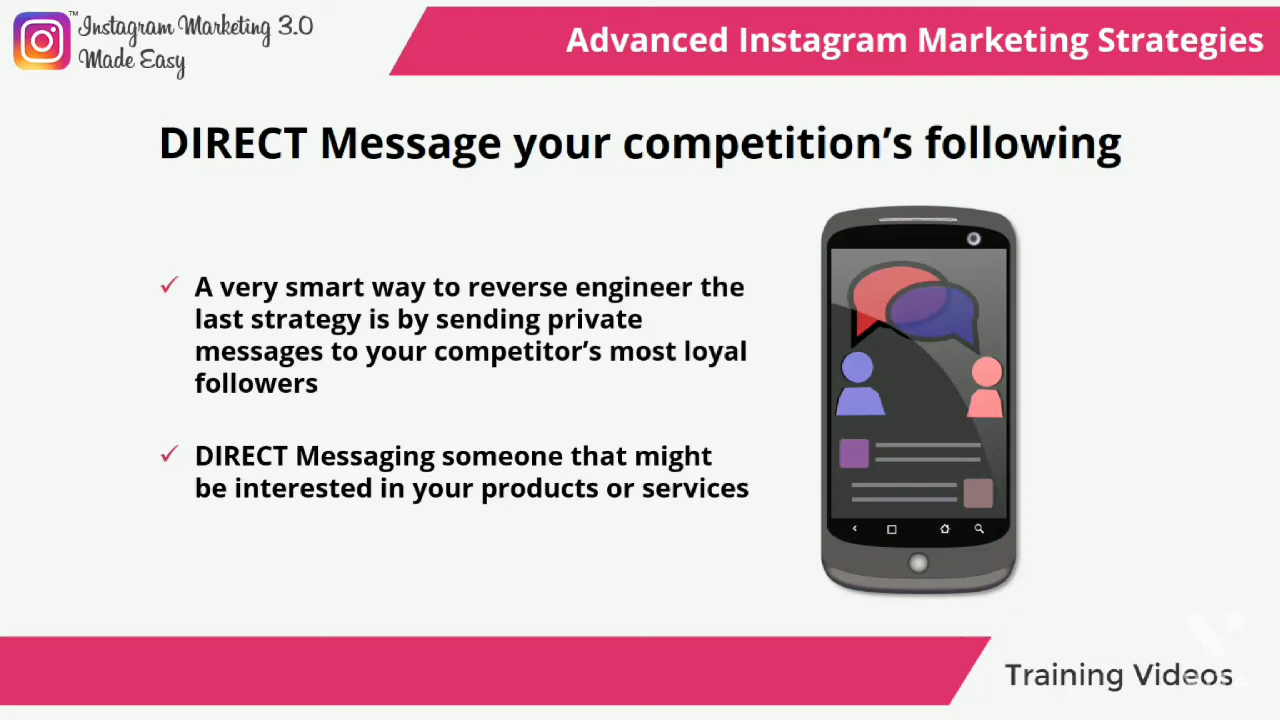 ™
Instagram Marketing 3.0
Made Easy
Advanced Instagram Marketing Strategies
DIRECT Message your competition’s following
✓ A very smart way to reverse engineer the
last strategy is by sending private
messages to your competitor’s most loyal
followers
✓ DIRECT Messaging someone that might
be interested in your products or services
Training Videos